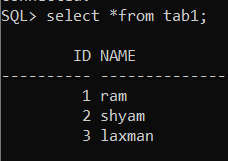 SQL> select *from tab1;
ID NAME
---------- --------------
1 ram
2 shyam
3 laxman